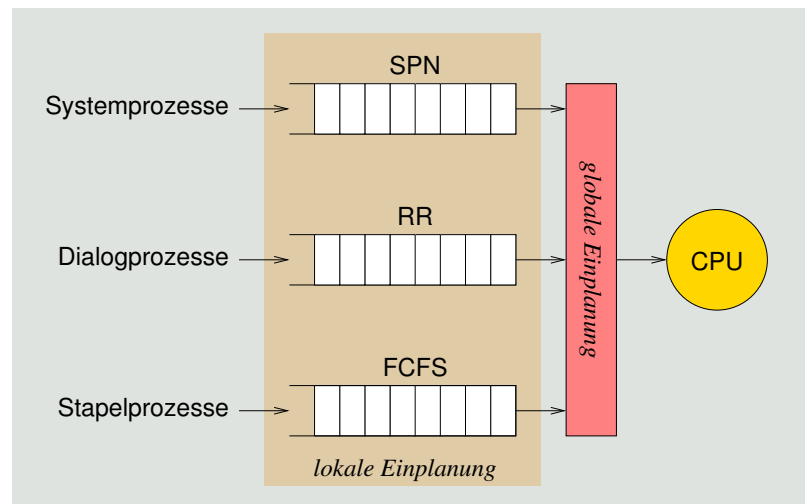 SPN
Systemprozesse
RR
Dialogprozesse
FCFS
Stapelprozesse
lokale Einplanung
globale Einplanung
CPU